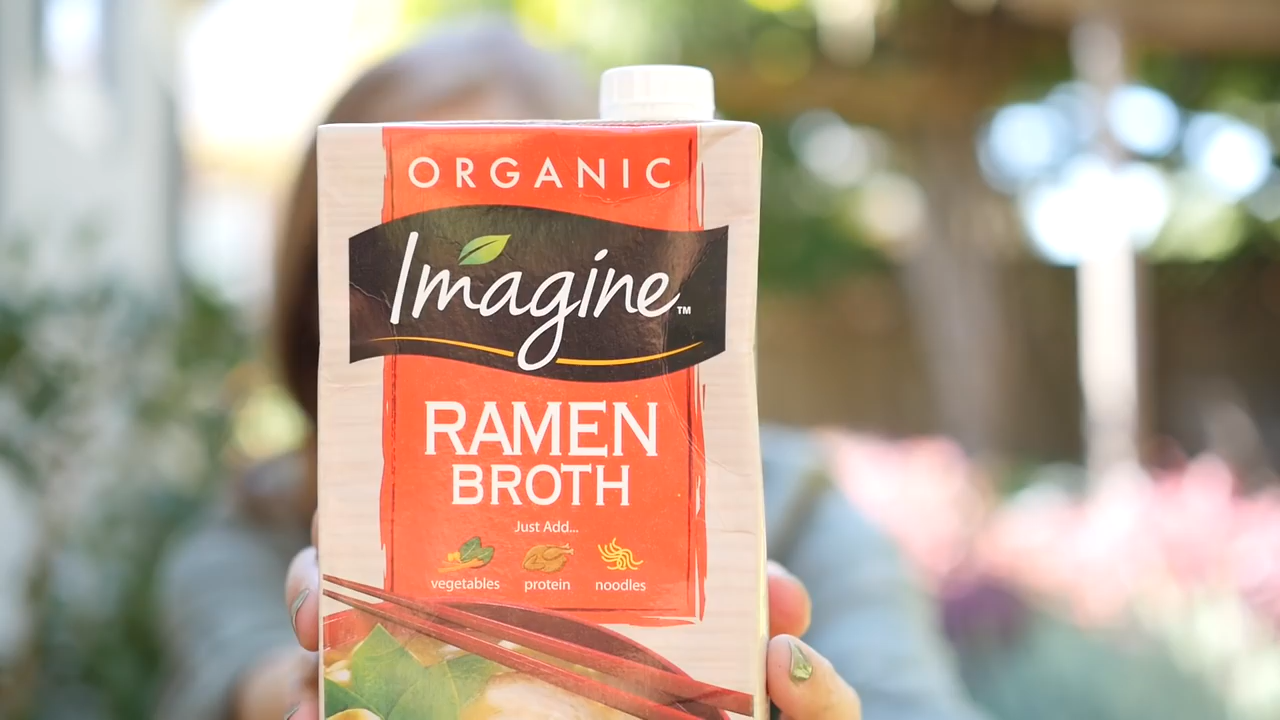 ORGANIC
Imagine™
RAMEN
BROTH
Just Add...
vegetables protein noodles